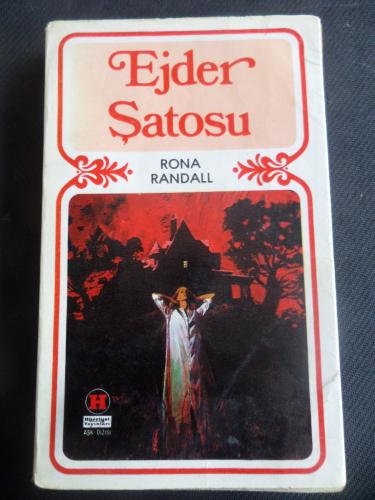 Ejder
Şatosu
RONA
RANDALL
H
Hürriyet
Yayınları
AŞK DİZİSİ